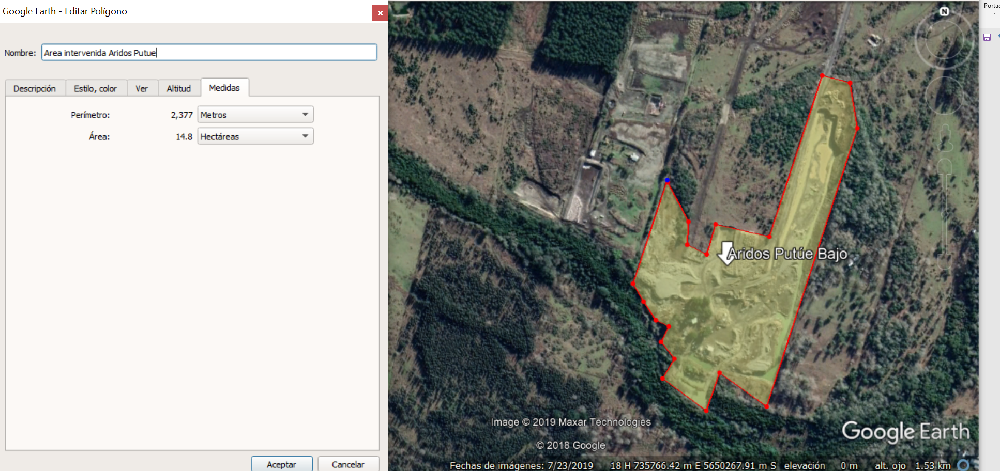 Google Earth - Editar Polígono
Nombre: Area intervenida Aridos Putue
Descripción Estilo, color Ver Altitud Medidas
Perímetro: 2,377 Metros
Área: 14.8 Hectáreas
Aceptar Cancelar
N
Aridos Putúe Bajo
Image © 2019 Maxar Technologies
© 2018 Google
Google Earth
Fechas de imágenes: 7/23/2019 18 H 735766.42 m E 5650267.91 m S elevación 0 m alt. ojo 1.53 km